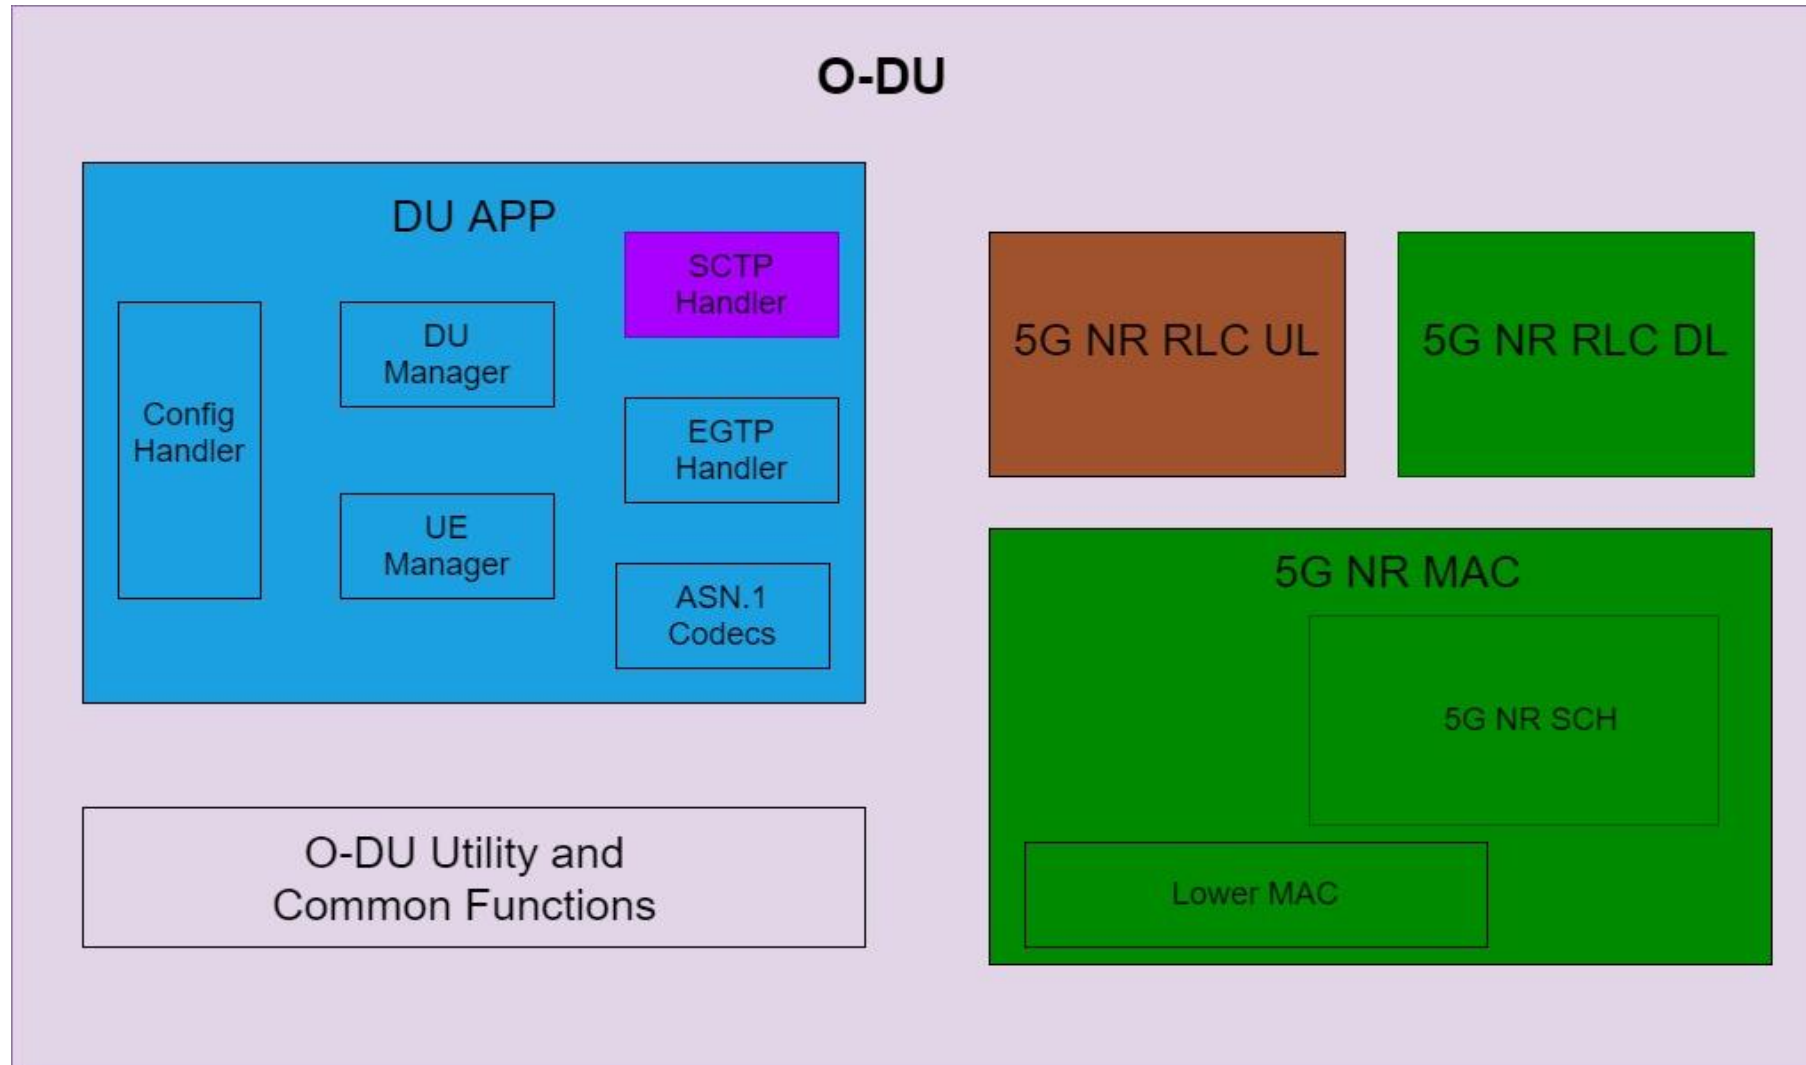 O-DU
DU APP
SCTP
Handler
DU
Manager
Config
Handler
EGTP
Handler
UE
Manager
ASN.1
Codecs
O-DU Utility and
Common Functions
5G NR RLC UL
5G NR RLC DL
5G NR MAC
5G NR SCH
Lower MAC